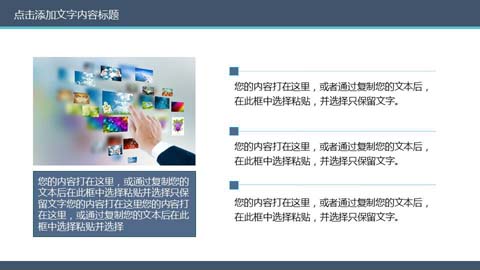 点击添加文字内容标题
您的内容打在这里，或者通过复制您的文本后，
在此框中选择粘贴，并选择只保留文字。
您的内容打在这里，或者通过复制您的文本后，
在此框中选择粘贴，并选择只保留文字。
您的内容打在这里，或者通过复制您的文本后，
在此框中选择粘贴，并选择只保留文字。
您的内容打在这里，或通过复制您的
文本后在此框中选择粘贴并选择只保
留文字您的内容打在这里您的内容打
在这里，或通过复制您的文本后在此
框中选择粘贴并选择